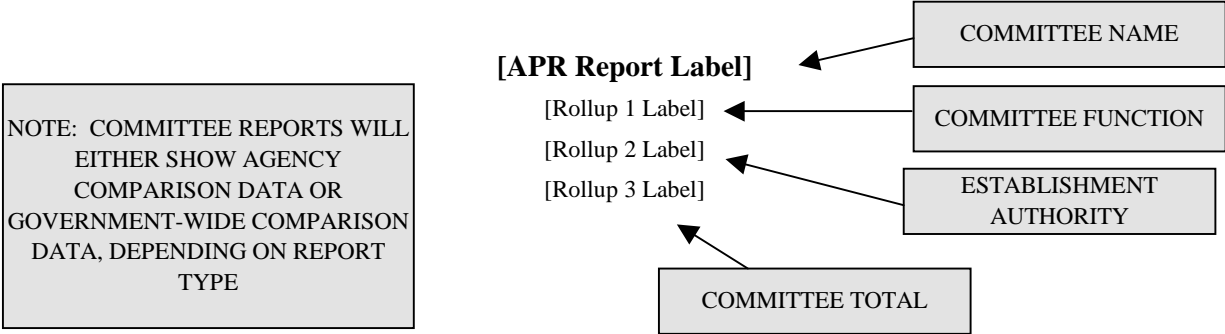 NOTE: COMMITTEE REPORTS WILL
EITHER SHOW AGENCY
COMPARISON DATA OR
GOVERNMENT-WIDE COMPARISON
DATA, DEPENDING ON REPORT
TYPE
[APR Report Label]
[Rollup 1 Label]
[Rollup 2 Label]
[Rollup 3 Label]
COMMITTEE NAME
COMMITTEE FUNCTION
ESTABLISHMENT
AUTHORITY
COMMITTEE TOTAL